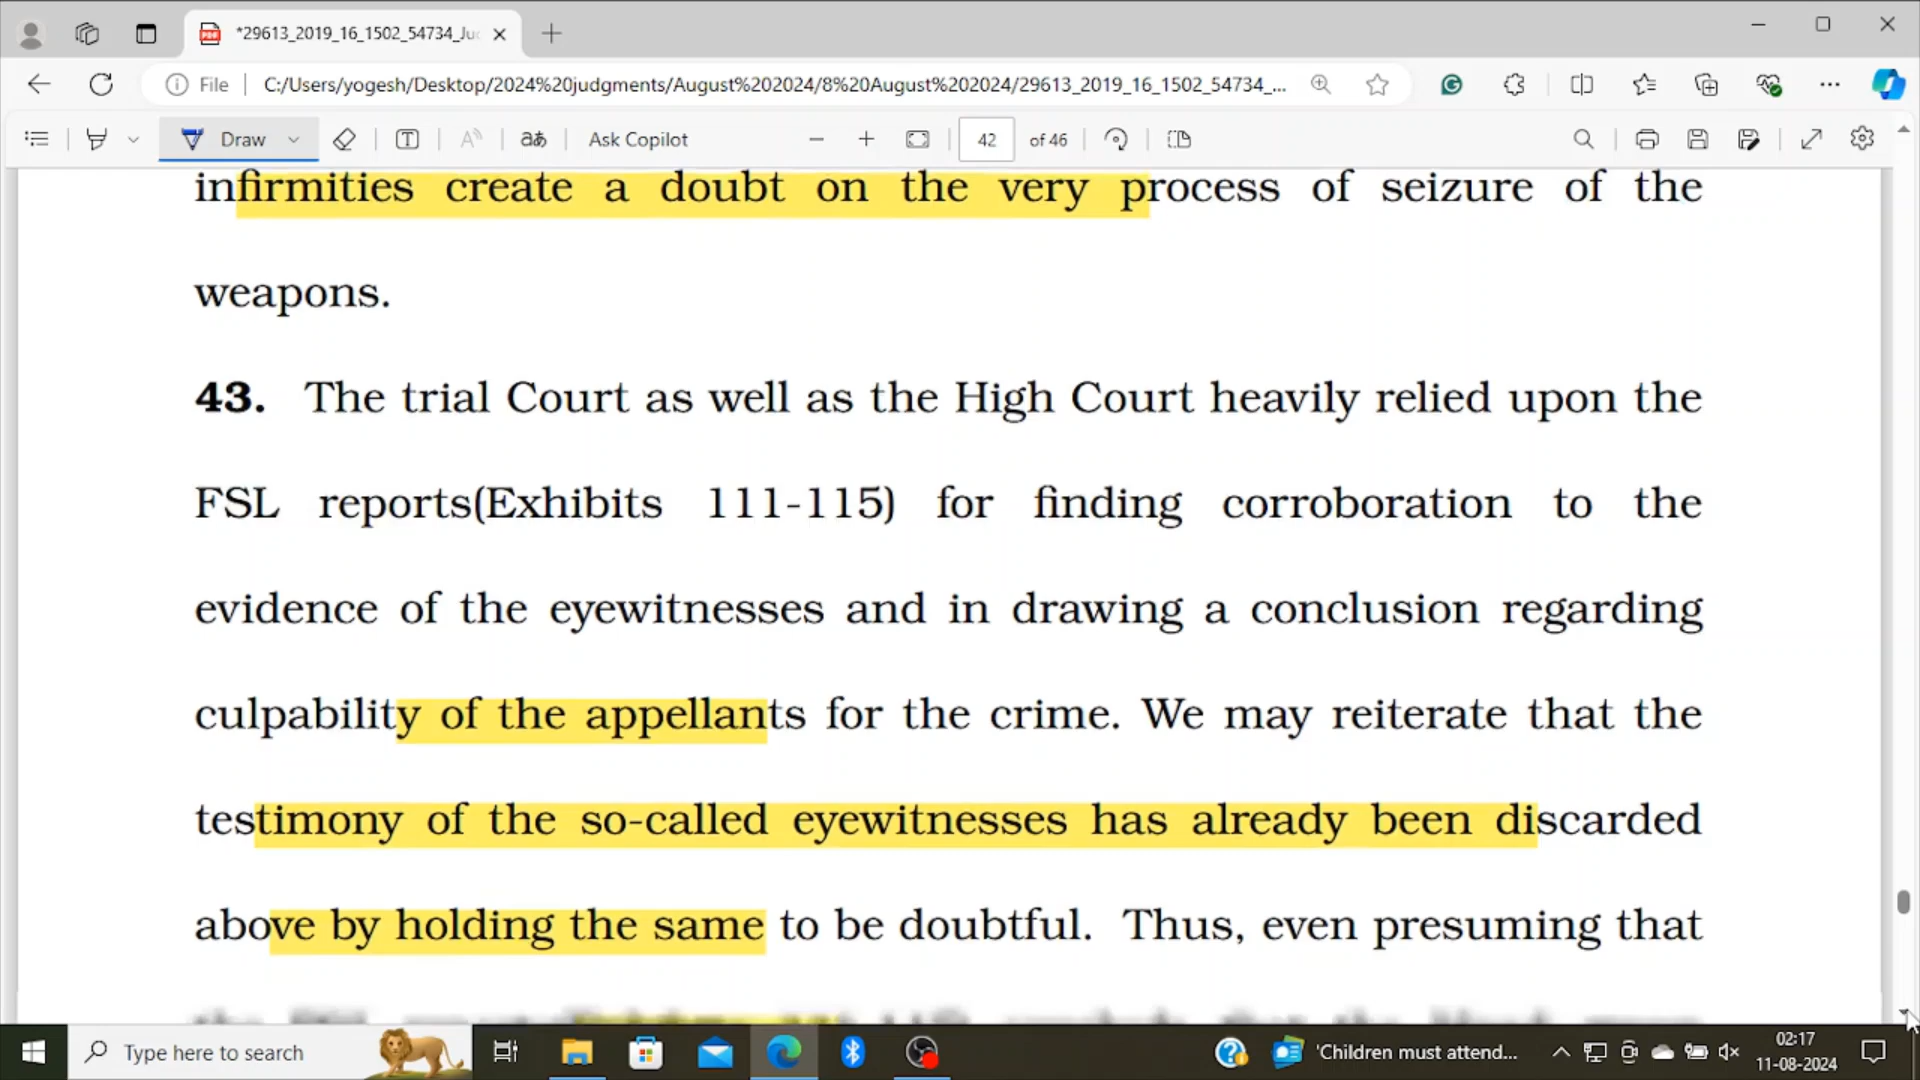 *29613_2019_16_1502_54734_Ju
File
C:/Users/yogesh/Desktop/2024%20judgments/August%202024/8%20August%202024/29613_2019_16_1502_54734_...
Draw
aあ
Ask Copilot
42
of 46
infirmities create a doubt on the very process of seizure of the
weapons.
43. The trial Court as well as the High Court heavily relied upon the
FSL reports(Exhibits 111-115) for finding corroboration to the
evidence of the eyewitnesses and in drawing a conclusion regarding
culpability of the appellants for the crime. We may reiterate that the
testimony of the so-called eyewitnesses has already been discarded
above by holding the same to be doubtful. Thus, even presuming that
Type here to search
'Children must attend...
02:17
11-08-2024